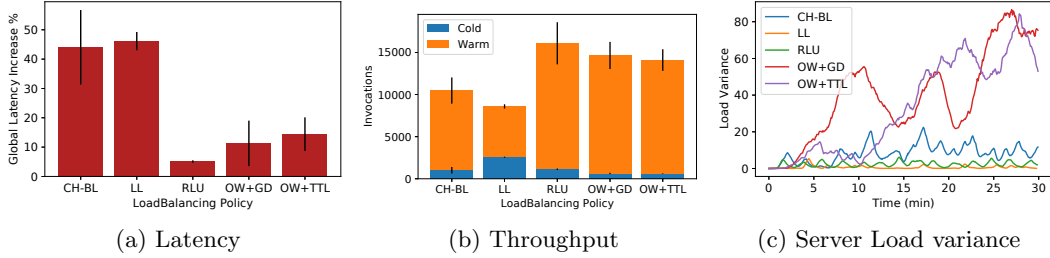 Global Latency Increase %
50
40
30
20
10
0
CH-BL LL RLU OW+GD OW+TTL
LoadBalancing Policy
(a) Latency
Invocations
15000
10000
5000
0
Cold
Warm
CH-BL LL RLU OW+GD OW+TTL
LoadBalancing Policy
(b) Throughput
Load Variance
80
60
40
20
0
CH-BL
LL
RLU
OW+GD
OW+TTL
0 5 10 15 20 25 30
Time (min)
(c) Server Load variance